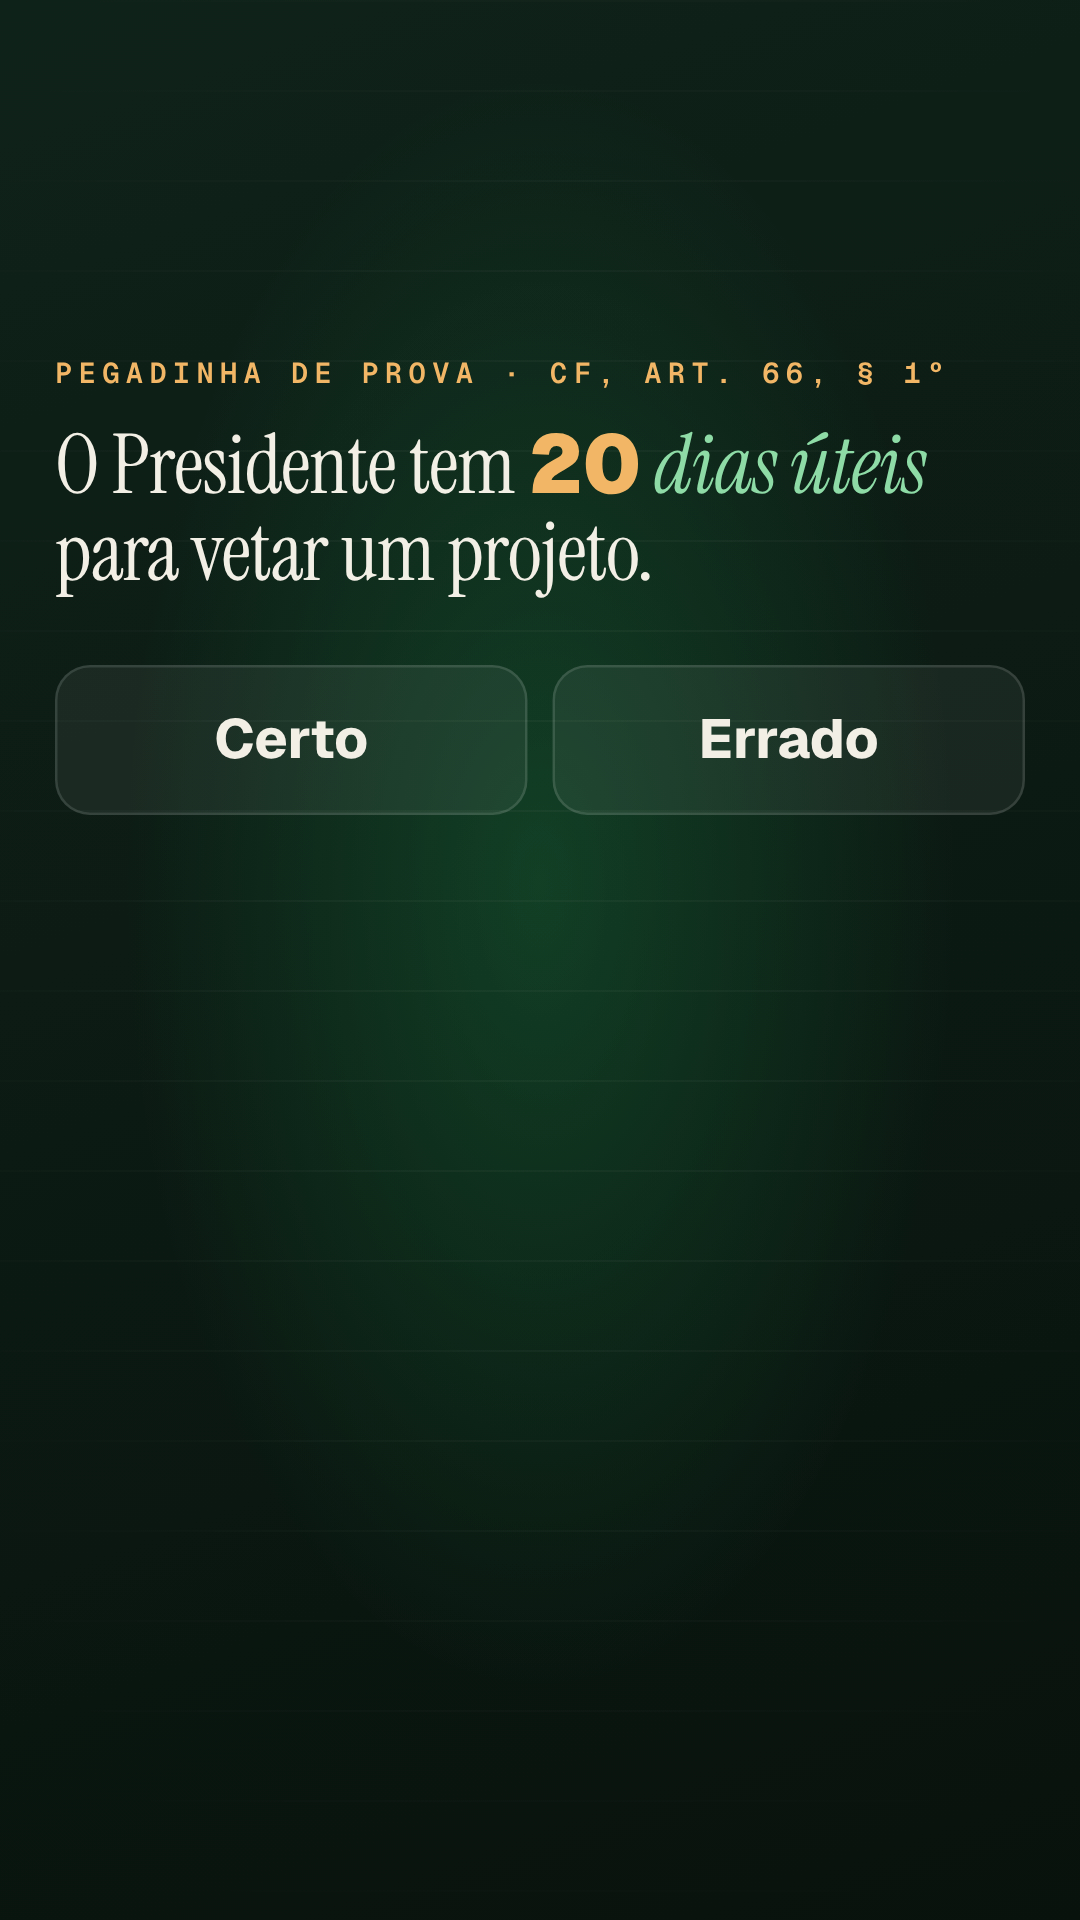 PEGADINHA DE PROVA · CF, ART. 66, § 1º
O Presidente tem 20 dias úteis
para vetar um projeto.
Certo
Errado